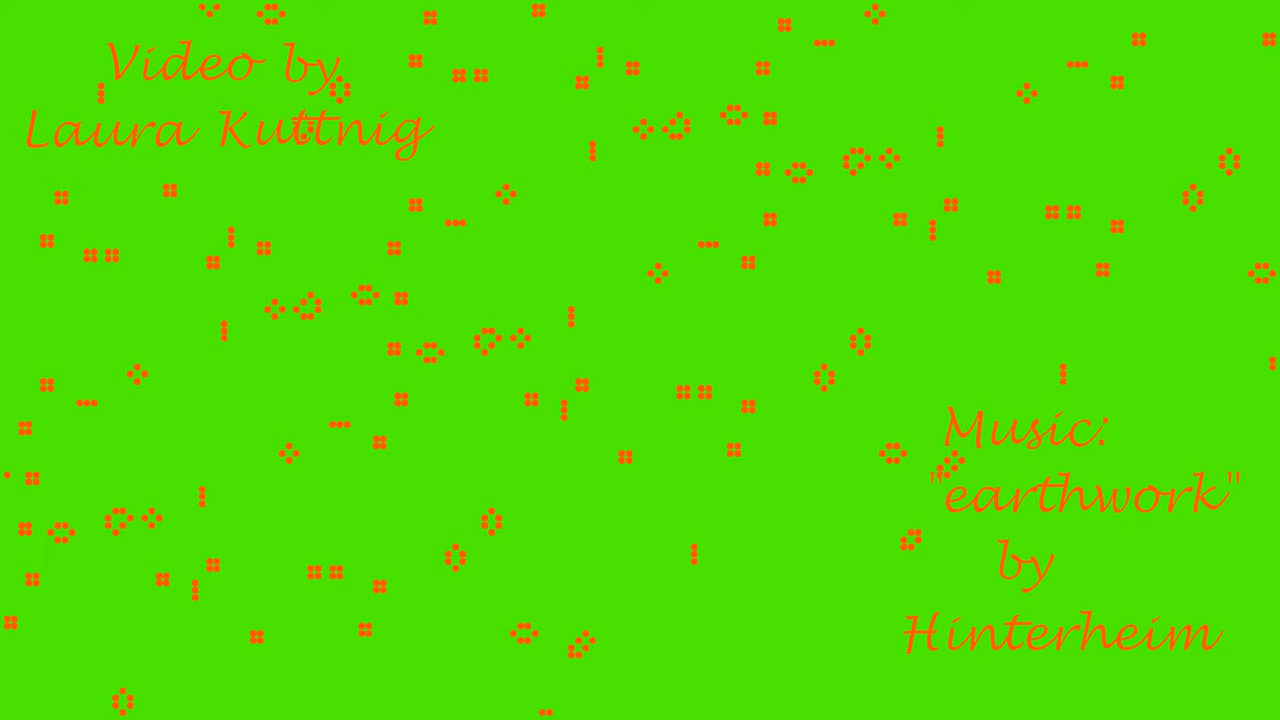 Video by
Laura Kuttnig
Music:
"earthwork"
by
Hinterheim